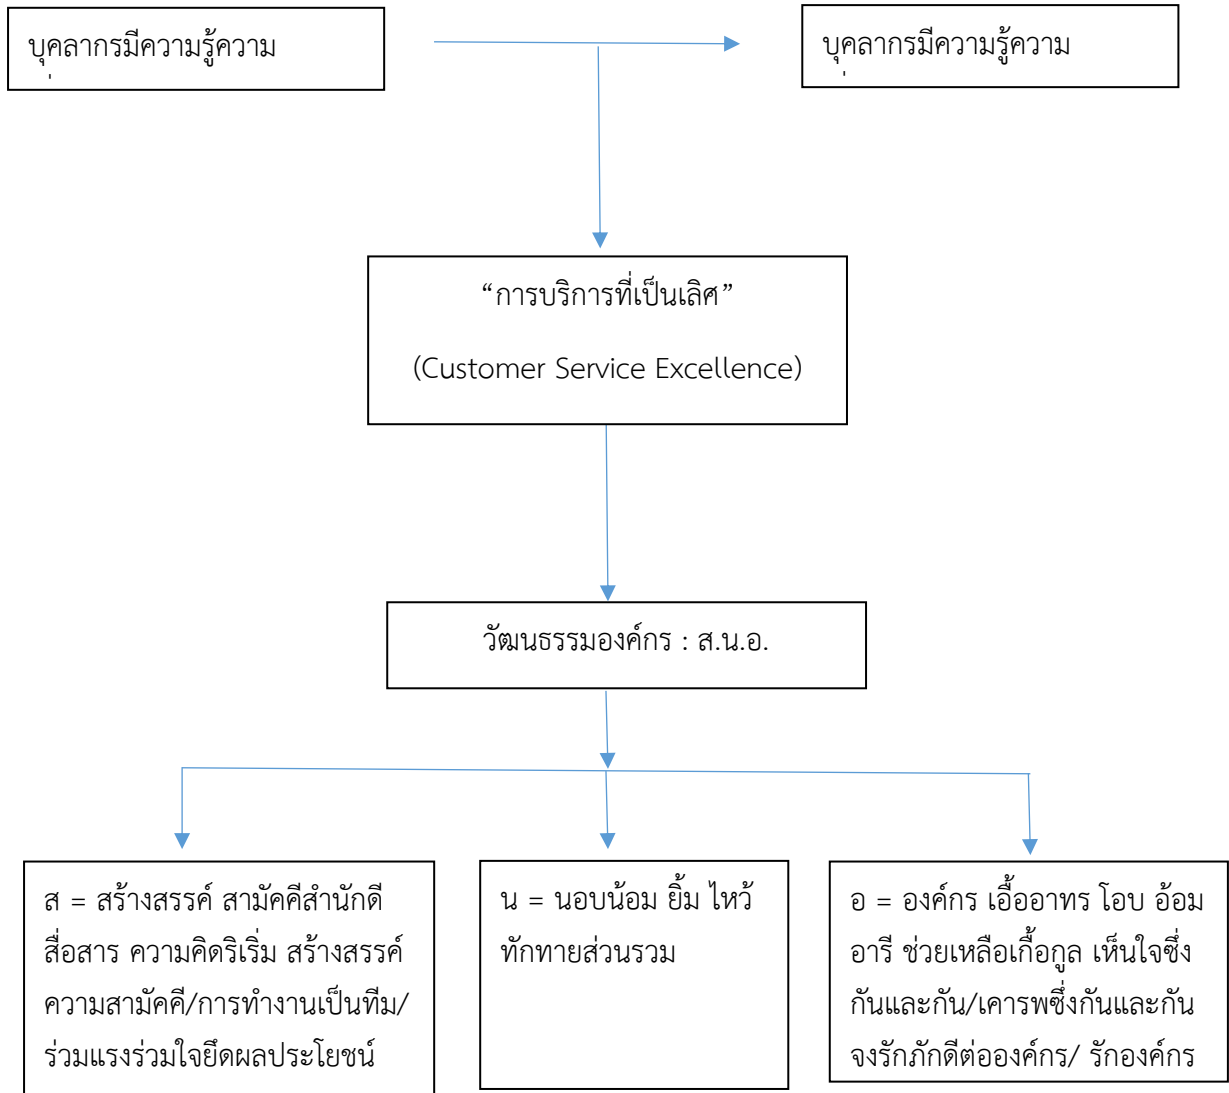 บุคลากรมีความรู้ความ
บุคลากรมีความรู้ความ
“การบริการที่เป็นเลิศ”
(Customer Service Excellence)
วัฒนธรรมองค์กร : ส.น.อ.
ส = สร้างสรรค์ สามัคคีสำนักดี
สื่อสาร ความคิดริเริ่ม สร้างสรรค์
ความสามัคคี/การทำงานเป็นทีม/
ร่วมแรงร่วมใจยึดผลประโยชน์
น = นอบน้อม ยิ้ม ไหว้
ทักทายส่วนรวม
อ = องค์กร เอื้ออาทร โอบ อ้อม
อารี ช่วยเหลือเกื้อกูล เห็นใจซึ่ง
กันและกัน/เคารพซึ่งกันและกัน
จงรักภักดีต่อองค์กร/ รักองค์กร